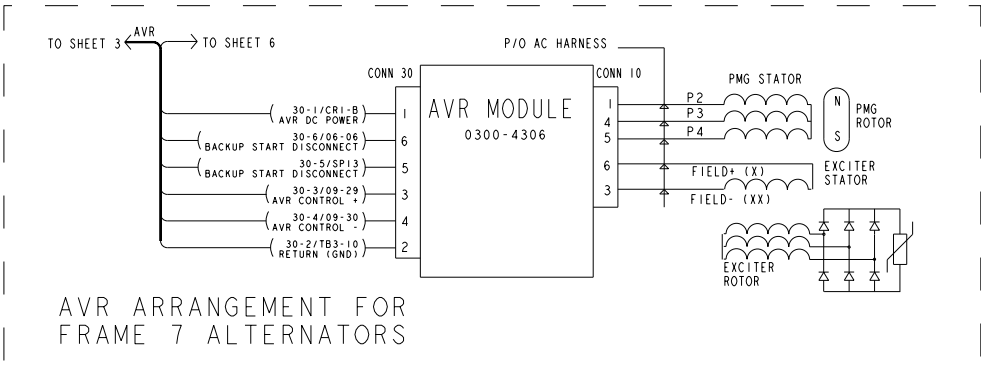 AVR
TO SHEET 3
TO SHEET 6
P/O AC HARNESS
CONN 30
CONN 10
AVR MODULE
0300-4306
30-1/CR1-B
AVR DC POWER
1
30-6/06-06
BACKUP START DISCONNECT
6
30-5/SP13
BACKUP START DISCONNECT
5
30-3/09-29
AVR CONTROL +
3
30-4/09-30
AVR CONTROL -
4
30-2/TB3-10
RETURN (GND)
2
1
4
5
6
3
P2
P3
P4
FIELD+ (X)
FIELD- (XX)
PMG STATOR
N
S
PMG
ROTOR
EXCITER
STATOR
EXCITER
ROTOR
AVR ARRANGEMENT FOR
FRAME 7 ALTERNATORS